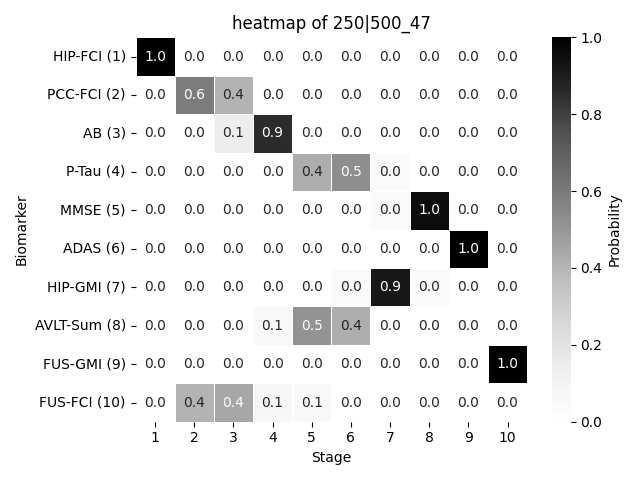 heatmap of 250|500_47
HIP-FCI (1) 1.0 0.0 0.0 0.0 0.0 0.0 0.0 0.0 0.0 0.0
PCC-FCI (2) 0.0 0.6 0.4 0.0 0.0 0.0 0.0 0.0 0.0 0.0
AB (3) 0.0 0.0 0.1 0.9 0.0 0.0 0.0 0.0 0.0 0.0
P-Tau (4) 0.0 0.0 0.0 0.0 0.4 0.5 0.0 0.0 0.0 0.0
MMSE (5) 0.0 0.0 0.0 0.0 0.0 0.0 0.0 1.0 0.0 0.0
ADAS (6) 0.0 0.0 0.0 0.0 0.0 0.0 0.0 0.0 1.0 0.0
HIP-GMI (7) 0.0 0.0 0.0 0.0 0.0 0.0 0.9 0.0 0.0 0.0
AVLT-Sum (8) 0.0 0.0 0.0 0.1 0.5 0.4 0.0 0.0 0.0 0.0
FUS-GMI (9) 0.0 0.0 0.0 0.0 0.0 0.0 0.0 0.0 0.0 1.0
FUS-FCI (10) 0.0 0.4 0.4 0.1 0.1 0.0 0.0 0.0 0.0 0.0
1 2 3 4 5 6 7 8 9 10
Stage
Biomarker
1.0
0.8
0.6
0.4
0.2
0.0
Probability